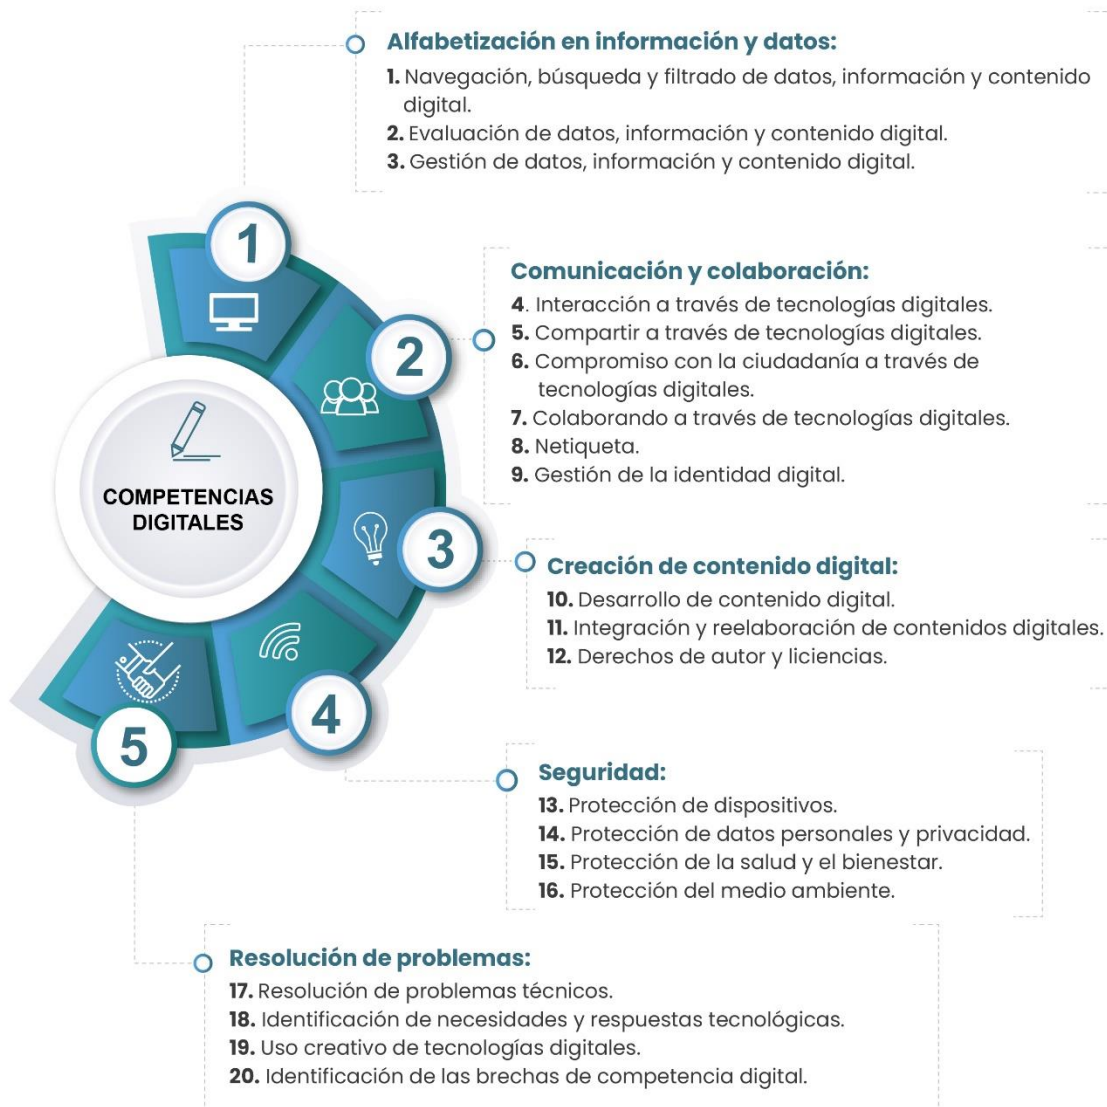 Alfabetización en información y datos:
1. Navegación, búsqueda y filtrado de datos, información y contenido
digital.
2. Evaluación de datos, información y contenido digital.
3. Gestión de datos, información y contenido digital.
1
Comunicación y colaboración:
4. Interacción a través de tecnologías digitales.
5. Compartir a través de tecnologías digitales.
6. Compromiso con la ciudadanía a través de
tecnologías digitales.
7. Colaborando a través de tecnologías digitales.
8. Netiqueta.
9. Gestión de la identidad digital.
2
COMPETENCIAS
DIGITALES
3
Creación de contenido digital:
10. Desarrollo de contenido digital.
11. Integración y reelaboración de contenidos digitales.
12. Derechos de autor y liciencias.
4
5
Seguridad:
13. Protección de dispositivos.
14. Protección de datos personales y privacidad.
15. Protección de la salud y el bienestar.
16. Protección del medio ambiente.
Resolución de problemas:
17. Resolución de problemas técnicos.
18. Identificación de necesidades y respuestas tecnológicas.
19. Uso creativo de tecnologías digitales.
20. Identificación de las brechas de competencia digital.